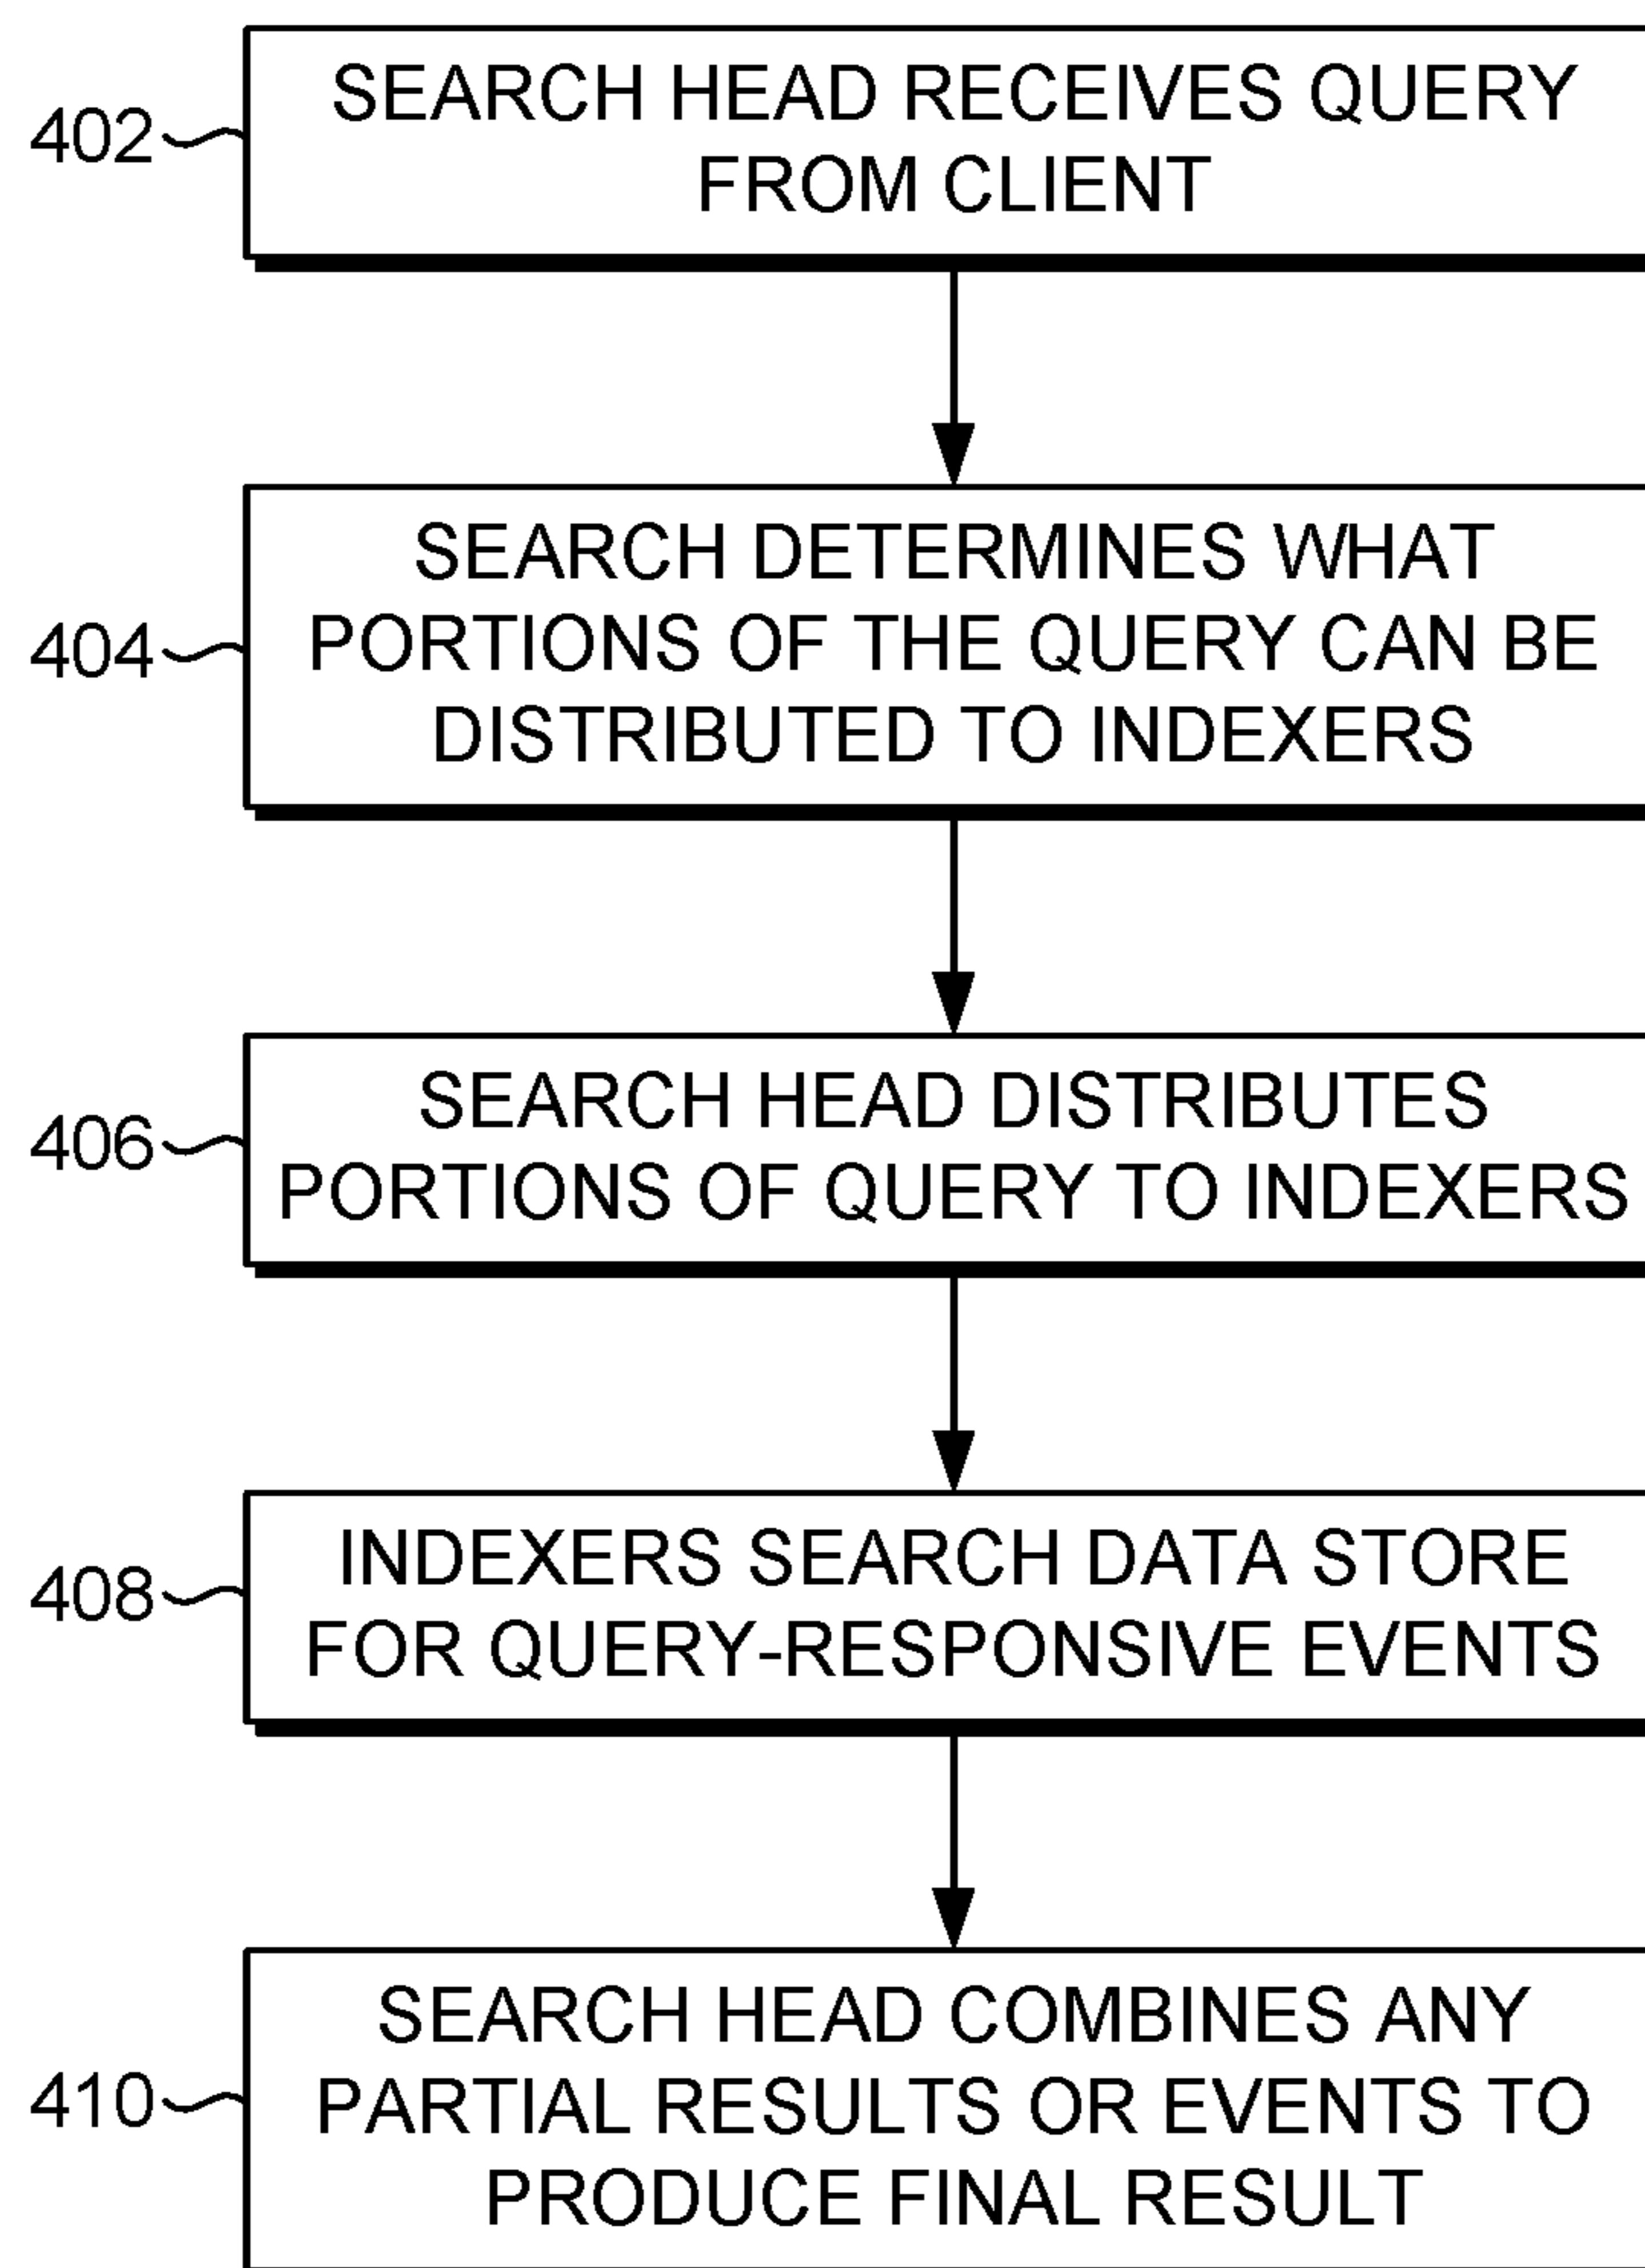 402
SEARCH HEAD RECEIVES QUERY
FROM CLIENT
404
SEARCH DETERMINES WHAT
PORTIONS OF THE QUERY CAN BE
DISTRIBUTED TO INDEXERS
406
SEARCH HEAD DISTRIBUTES
PORTIONS OF QUERY TO INDEXERS
408
INDEXERS SEARCH DATA STORE
FOR QUERY-RESPONSIVE EVENTS
410
SEARCH HEAD COMBINES ANY
PARTIAL RESULTS OR EVENTS TO
PRODUCE FINAL RESULT